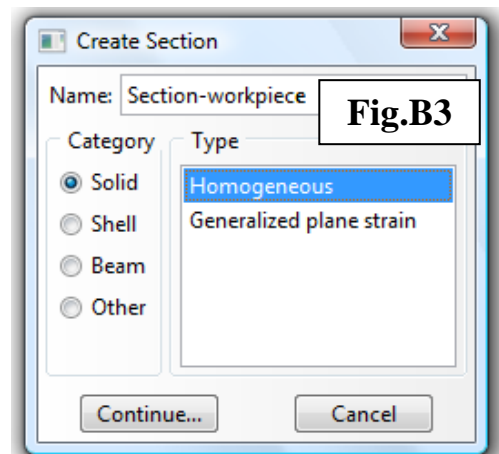 Create Section
Name: Section-workpiece
Fig.B3
Category
Type
Solid
Shell
Beam
Other
Homogeneous
Generalized plane strain
Continue...
Cancel